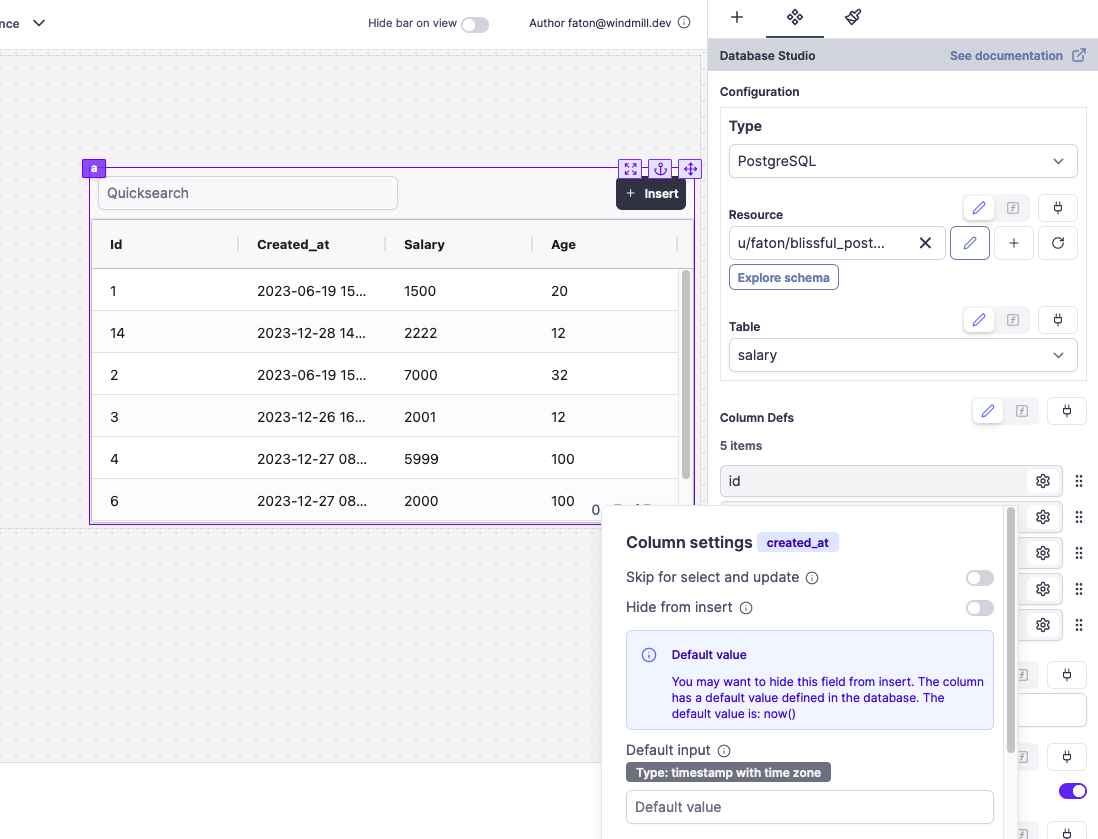 nce
Hide bar on view
Author faton@windmill.dev
Database Studio
See documentation
Configuration
Type
PostgreSQL
Resource
u/faton/blissful_post...
Explore schema
Table
salary
Column Defs
5 items
id
a
Quicksearch
+ Insert
Id Created_at Salary Age
1 2023-06-19 15... 1500 20
14 2023-12-28 14... 2222 12
2 2023-06-19 15... 7000 32
3 2023-12-26 16... 2001 12
4 2023-12-27 08... 5999 100
6 2023-12-27 08... 2000 100
0
Column settings created_at
Skip for select and update
Hide from insert
Default value
You may want to hide this field from insert. The column
has a default value defined in the database. The
default value is: now()
Default input
Type: timestamp with time zone
Default value